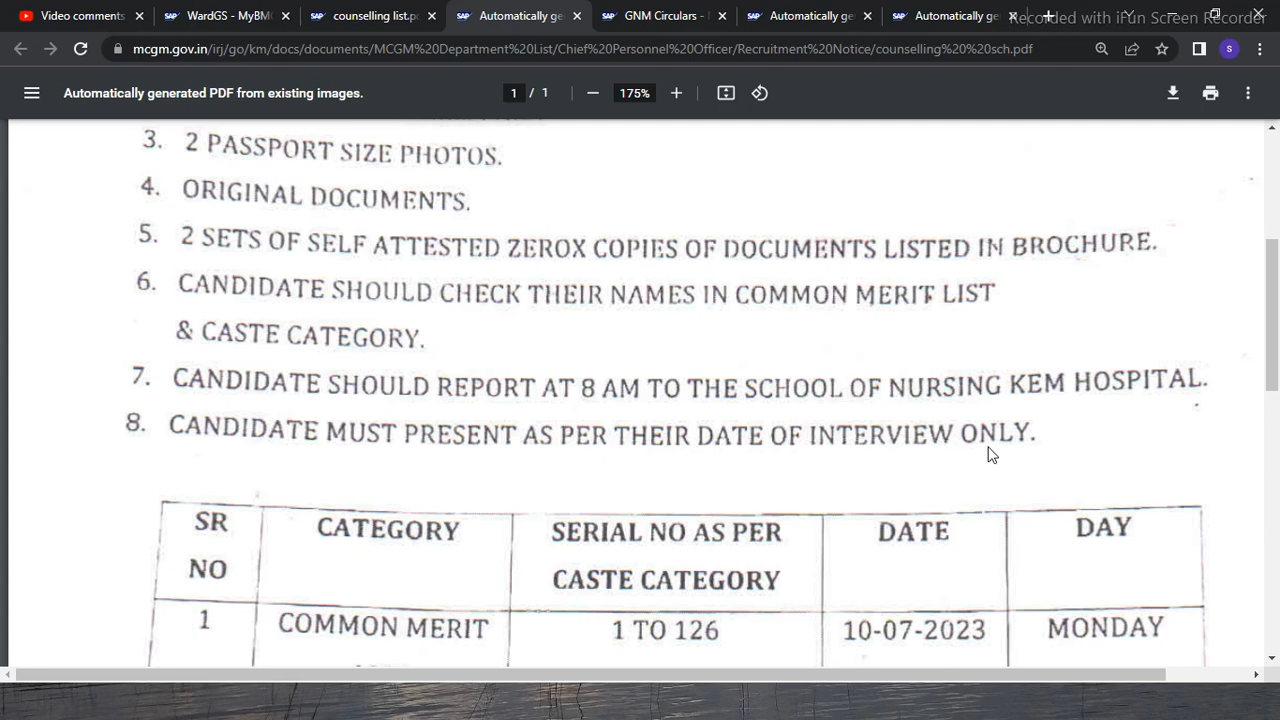 Video comments
WardGS - MyBMC
counselling list.pd
Automatically ge
GNM Circulars -
Automatically ge
Automatically ge
Recorded with iFun Screen Recorder
mcgm.gov.in/irj/go/km/docs/documents/MCGM%20Department%20List/Chief%20Personnel%20Officer/Recruitment%20Notice/counselling%20%20sch.pdf
S
Automatically generated PDF from existing images.
1 / 1
175%
3. 2 PASSPORT SIZE PHOTOS.
4. ORIGINAL DOCUMENTS.
5. 2 SETS OF SELF ATTESTED ZEROX COPIES OF DOCUMENTS LISTED IN BROCHURE.
6. CANDIDATE SHOULD CHECK THEIR NAMES IN COMMON MERIT LIST
& CASTE CATEGORY.
7. CANDIDATE SHOULD REPORT AT 8 AM TO THE SCHOOL OF NURSING KEM HOSPITAL.
8. CANDIDATE MUST PRESENT AS PER THEIR DATE OF INTERVIEW ONLY.
SR NO
CATEGORY
SERIAL NO AS PER
CASTE CATEGORY
DATE
DAY
1
COMMON MERIT
1 TO 126
10-07-2023
MONDAY